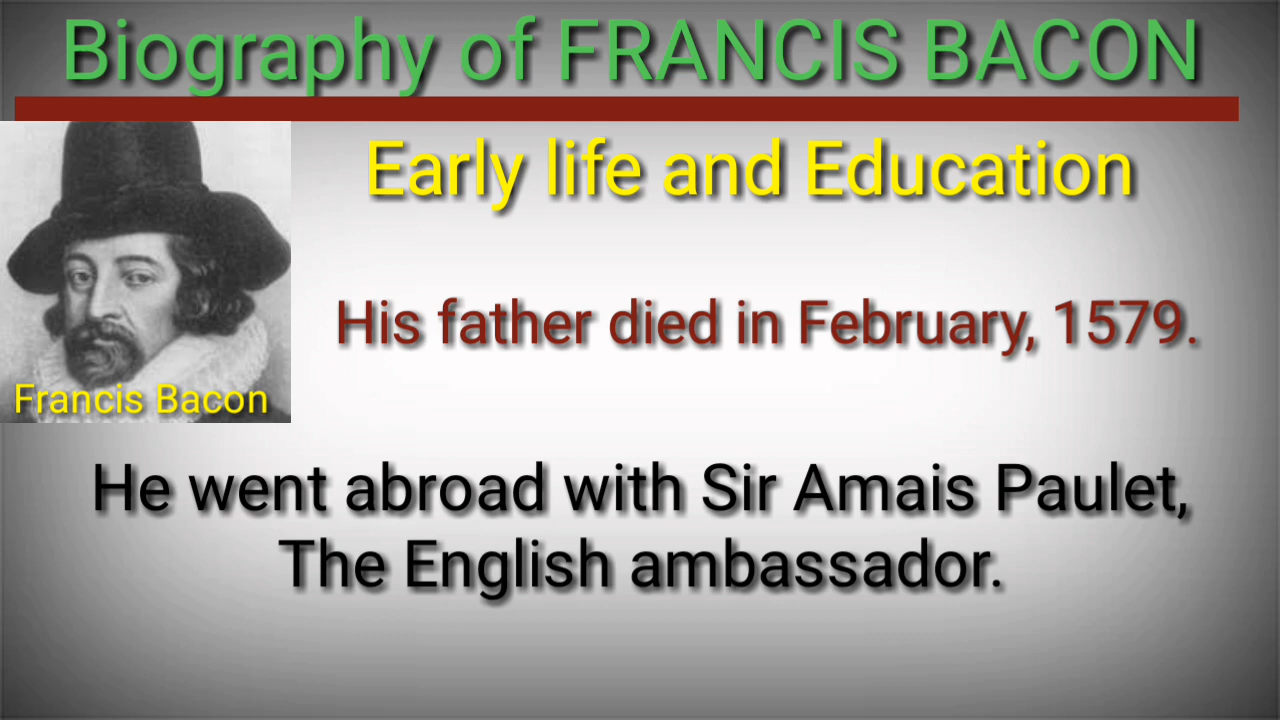 Biography of FRANCIS BACON
Early life and Education
His father died in February, 1579.
Francis Bacon
He went abroad with Sir Amais Paulet,
The English ambassador.